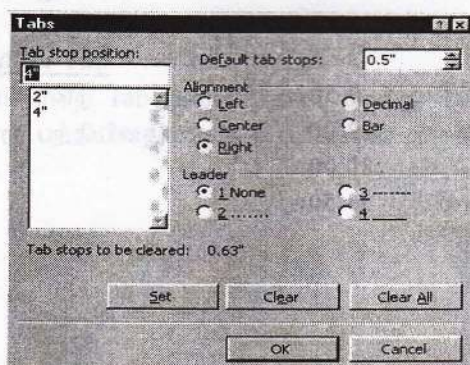 Tabs
Tab stop position:
Default tab stops: 0.5"
4"
2"
4"
Alignment
Left
Decimal
Center
Bar
Right
Leader
1 None
3 -------
2 .......
4 ____
Tab stops to be cleared: 0.63"
Set
Clear
Clear All
OK
Cancel